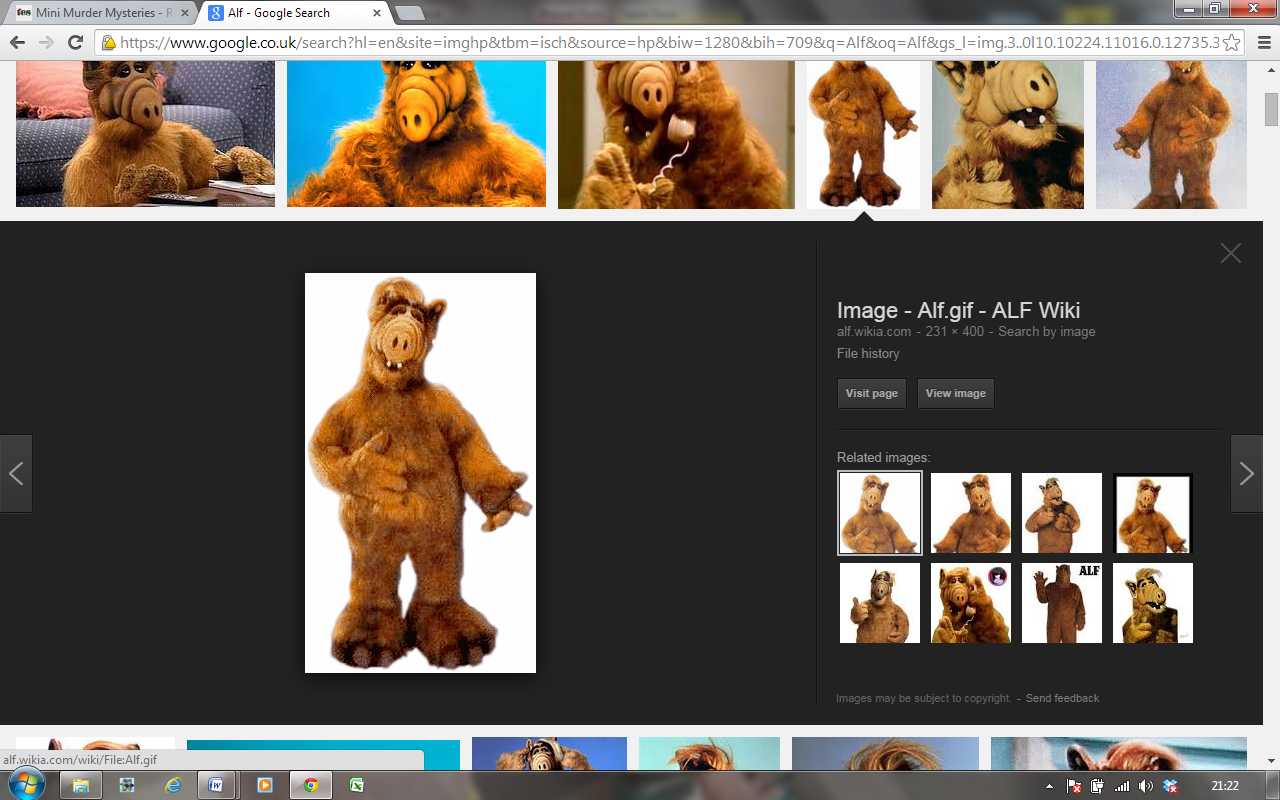 tes Mini Murder Mysteries - R
Alf - Google Search
https://www.google.co.uk/search?hl=en&site=imghp&tbm=isch&source=hp&biw=1280&bih=709&q=Alf&oq=Alf&gs_l=img.3..0l10.10224.11016.0.12735.3
Image - Alf.gif - ALF Wiki
alf.wikia.com - 231 × 400 - Search by image
File history
Visit page View image
Related images:
ALF
Images may be subject to copyright. - Send feedback
alf.wikia.com/wiki/File:Alf.gif
21:22